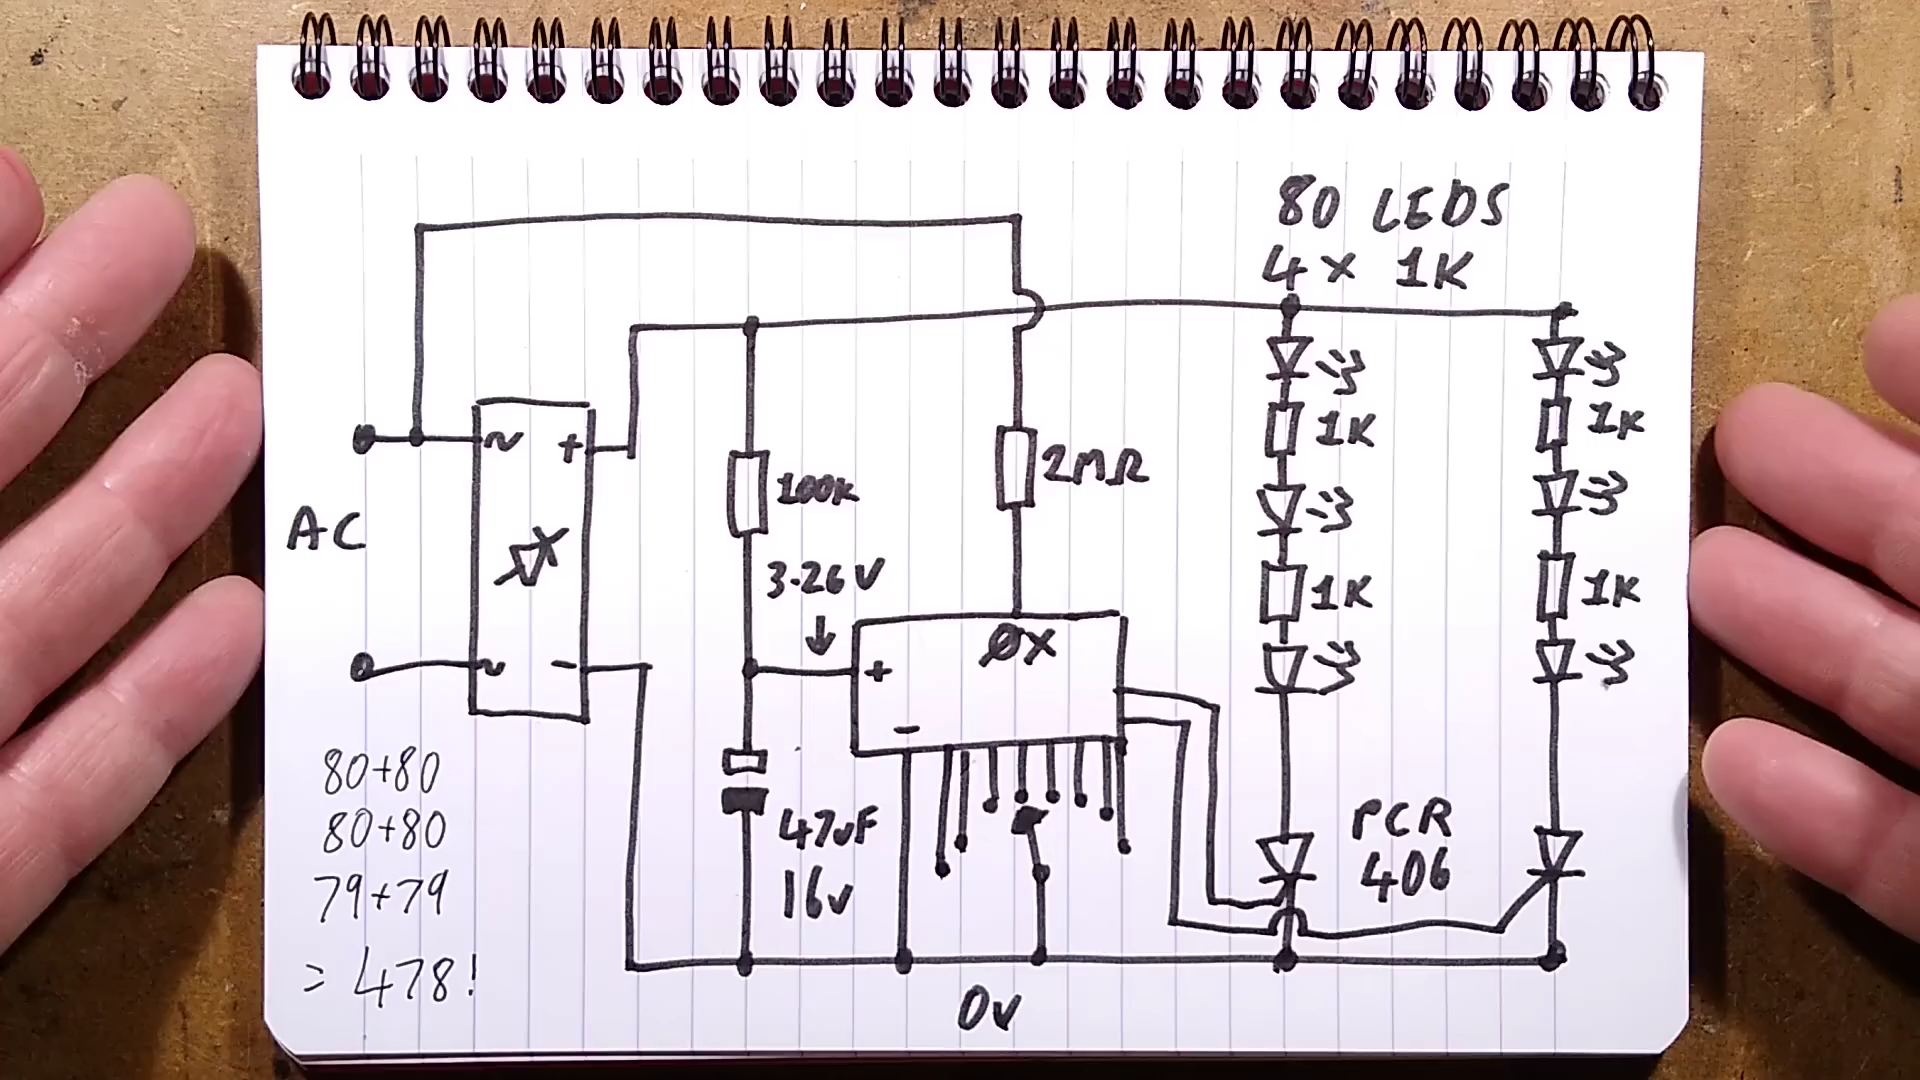 80 LEDS
4 x 1K
~ +
AC
~ -
100K
2MΩ
1K
1K
3.26V
↓
1K
1K
+
ØX
-
47uF
16v
PCR
406
80+80
80+80
79+79
= 478!
0v